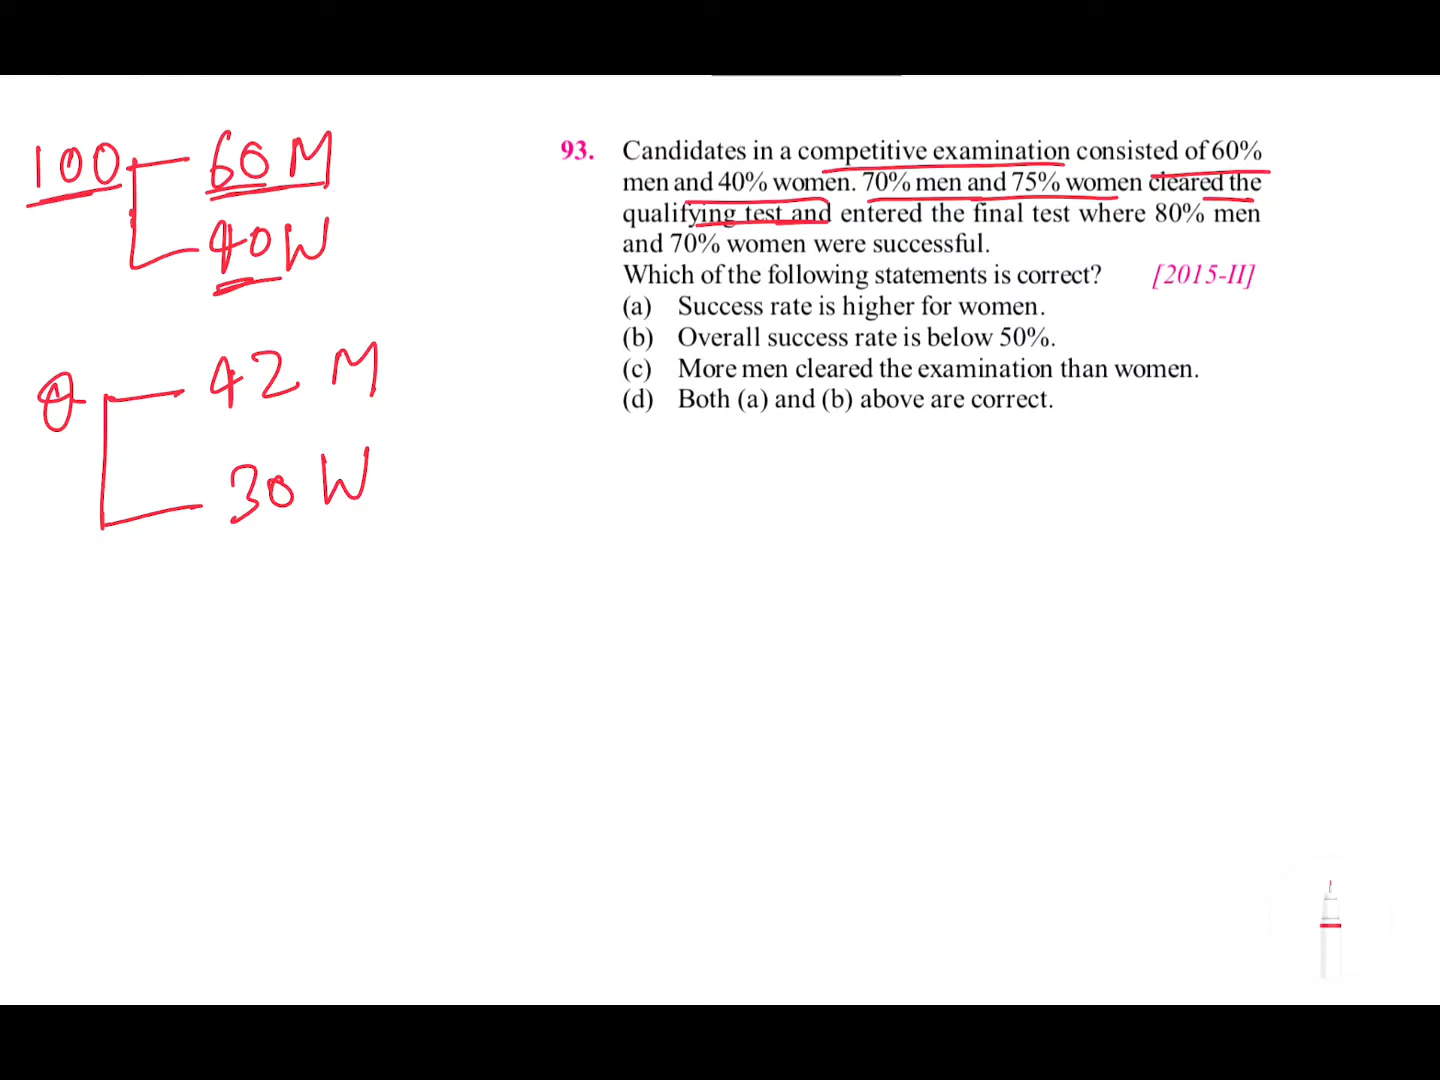 100 60 M
40 W
Q 42 M
30 W
93. Candidates in a competitive examination consisted of 60%
men and 40% women. 70% men and 75% women cleared the
qualifying test and entered the final test where 80% men
and 70% women were successful.
Which of the following statements is correct? [2015-II]
(a) Success rate is higher for women.
(b) Overall success rate is below 50%.
(c) More men cleared the examination than women.
(d) Both (a) and (b) above are correct.